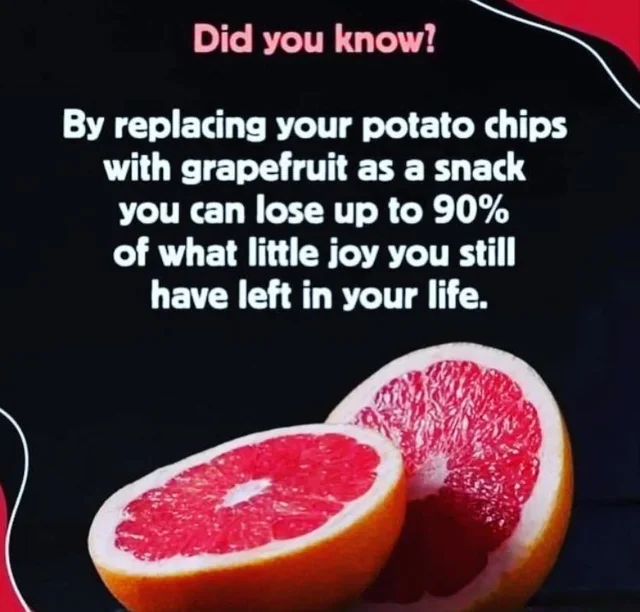 Did you know?
By replacing your potato chips
with grapefruit as a snack
you can lose up to 90%
of what little joy you still
have left in your life.